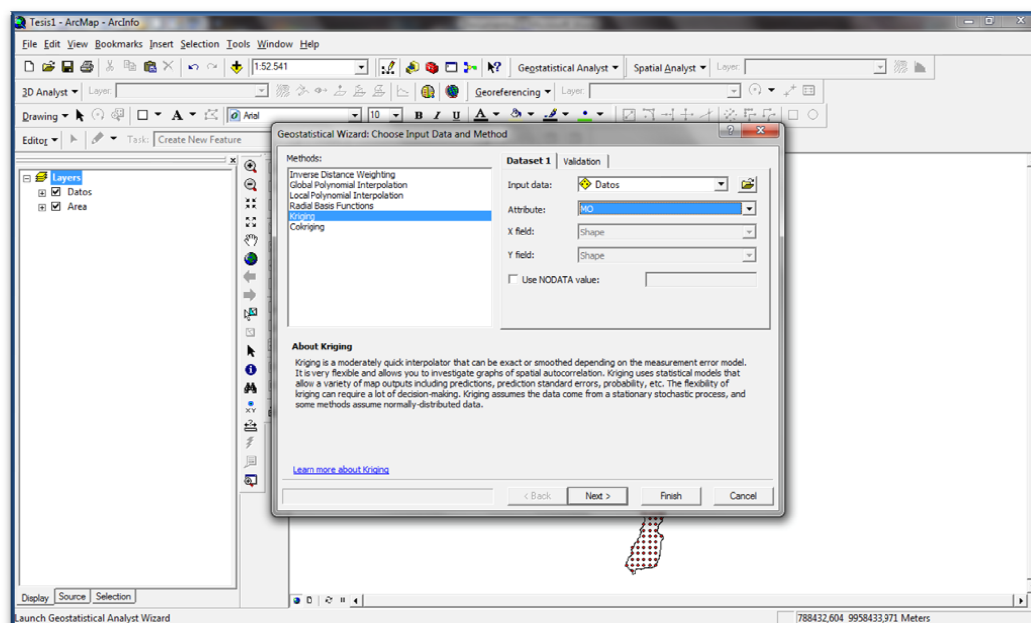 Tesis1 - ArcMap - ArcInfo
File Edit View Bookmarks Insert Selection Tools Window Help
1:52.541 Geostatistical Analyst Spatial Analyst Layer:
3D Analyst Layer: Georeferencing Layer:
Drawing A Arial 10 B I U A
Editor Task: Create New Feature
Geostatistical Wizard: Choose Input Data and Method
Layers
Datos
Area
Methods:
Inverse Distance Weighting
Global Polynomial Interpolation
Local Polynomial Interpolation
Radial Basis Functions
Kriging
Cokriging
Dataset 1 Validation
Input data: Datos
Attribute: MO
X field: Shape
Y field: Shape
Use NODATA value:
About Kriging
Kriging is a moderately quick interpolator that can be exact or smoothed depending on the measurement error model.
It is very flexible and allows you to investigate graphs of spatial autocorrelation. Kriging uses statistical models that
allow a variety of map outputs including predictions, prediction standard errors, probability, etc. The flexibility of
kriging can require a lot of decision-making. Kriging assumes the data come from a stationary stochastic process, and
some methods assume normally-distributed data.
Learn more about Kriging
< Back Next > Finish Cancel
XY
Display Source Selection
Launch Geostatistical Analyst Wizard 788432,604 9958433,971 Meters